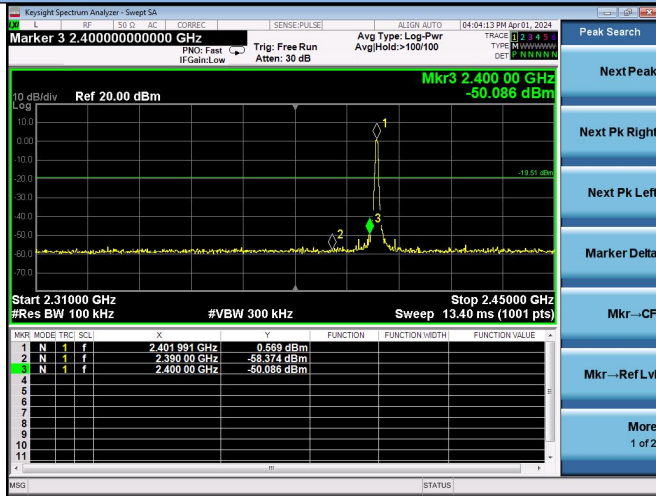 Keysight Spectrum Analyzer - Swept SA
L RF 50 Ω AC CORREC SENSE:PULSE ALIGN AUTO 04:04:13 PM Apr 01, 2024
Marker 3 2.400000000000 GHz
PNO: Fast
IFGain:Low
Trig: Free Run
Atten: 30 dB
Avg Type: Log-Pwr
Avg|Hold:>100/100
TRACE 1 2 3 4 5 6
TYPE M WWWWW
DET P N N N N N
Peak Search
Mkr3 2.400 00 GHz
-50.086 dBm
10 dB/div Ref 20.00 dBm
Log
10.0
0.00
-10.0
-20.0
-30.0
-40.0
-50.0
-60.0
-70.0
1
-19.51 dBm
2
3
Start 2.31000 GHz Stop 2.45000 GHz
#Res BW 100 kHz #VBW 300 kHz Sweep 13.40 ms (1001 pts)
MKR MODE TRC SCL X Y FUNCTION FUNCTION WIDTH FUNCTION VALUE
1 N 1 f 2.401 991 GHz 0.569 dBm
2 N 1 f 2.390 00 GHz -58.374 dBm
3 N 1 f 2.400 00 GHz -50.086 dBm
4
5
6
7
8
9
10
11
MSG STATUS
Next Peak
Next Pk Right
Next Pk Left
Marker Delta
Mkr→CF
Mkr→Ref Lvl
More
1 of 2